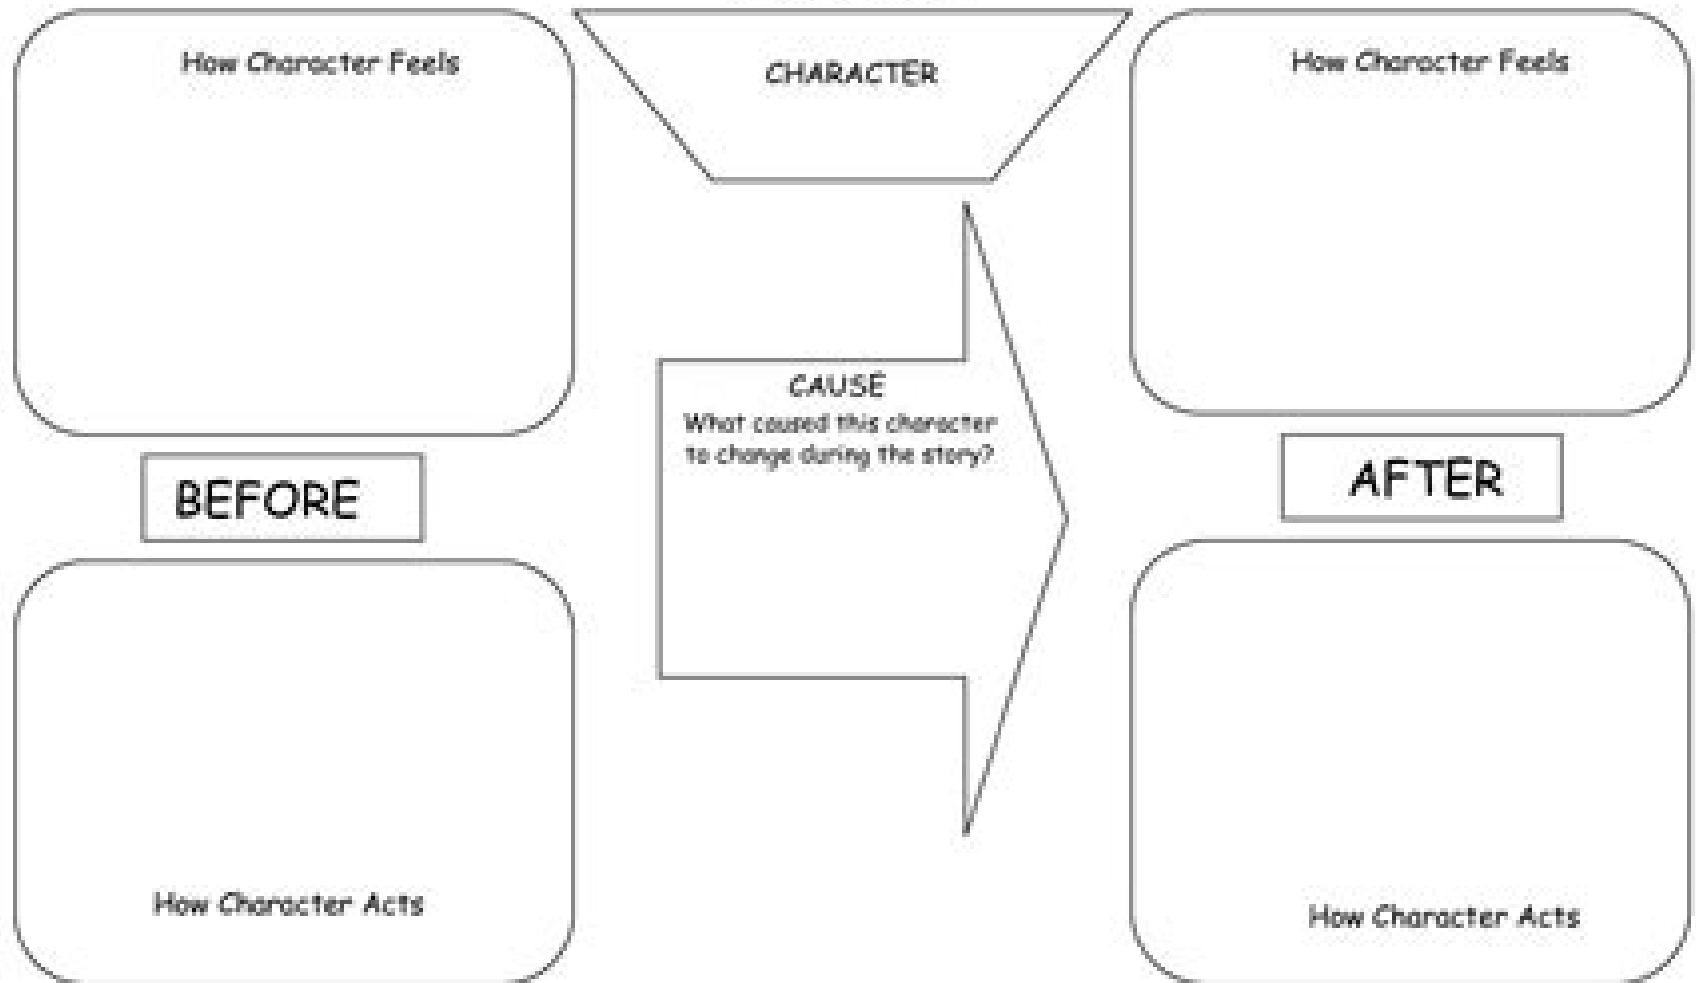 How Character Feels
CHARACTER
How Character Feels
CAUSE
What caused this character
to change during the story?
BEFORE
AFTER
How Character Acts
How Character Acts